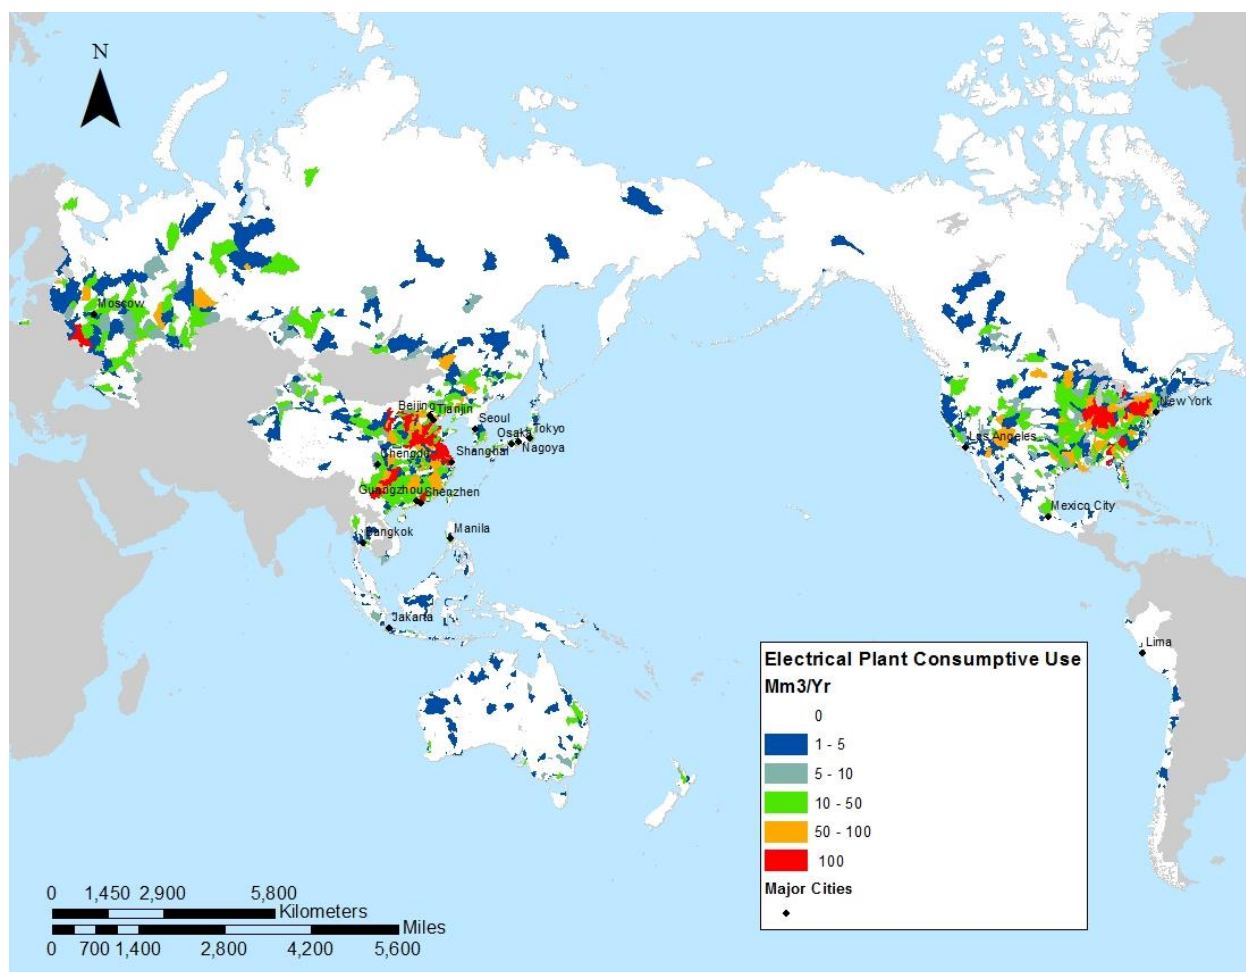 N
Moscow
Beijing
Tianjin
Seoul
Osaka
Tokyo
Nagoya
Chengdu
Shanghai
Guangzhou
Shenzhen
Bangkok
Manila
Jakarta
New York
Los Angeles
Mexico City
Lima
Electrical Plant Consumptive Use
Mm3/Yr
0
1 - 5
5 - 10
10 - 50
50 - 100
100
Major Cities
0 1,450 2,900 5,800
Kilometers
Miles
0 700 1,400 2,800 4,200 5,600